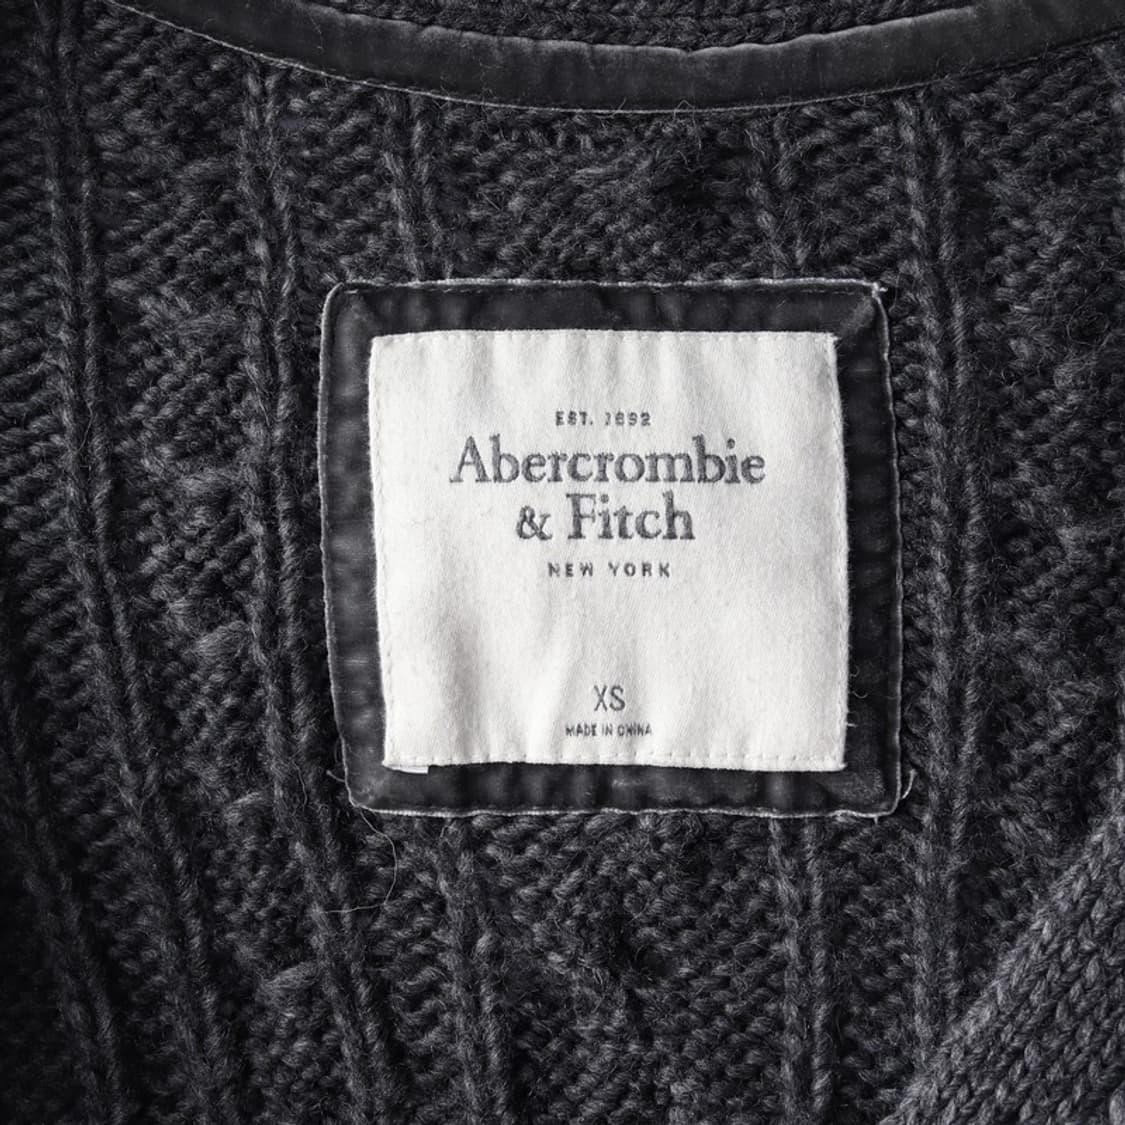 EST. 1892
Abercrombie
& Fitch
NEW YORK
XS
MADE IN CHINA